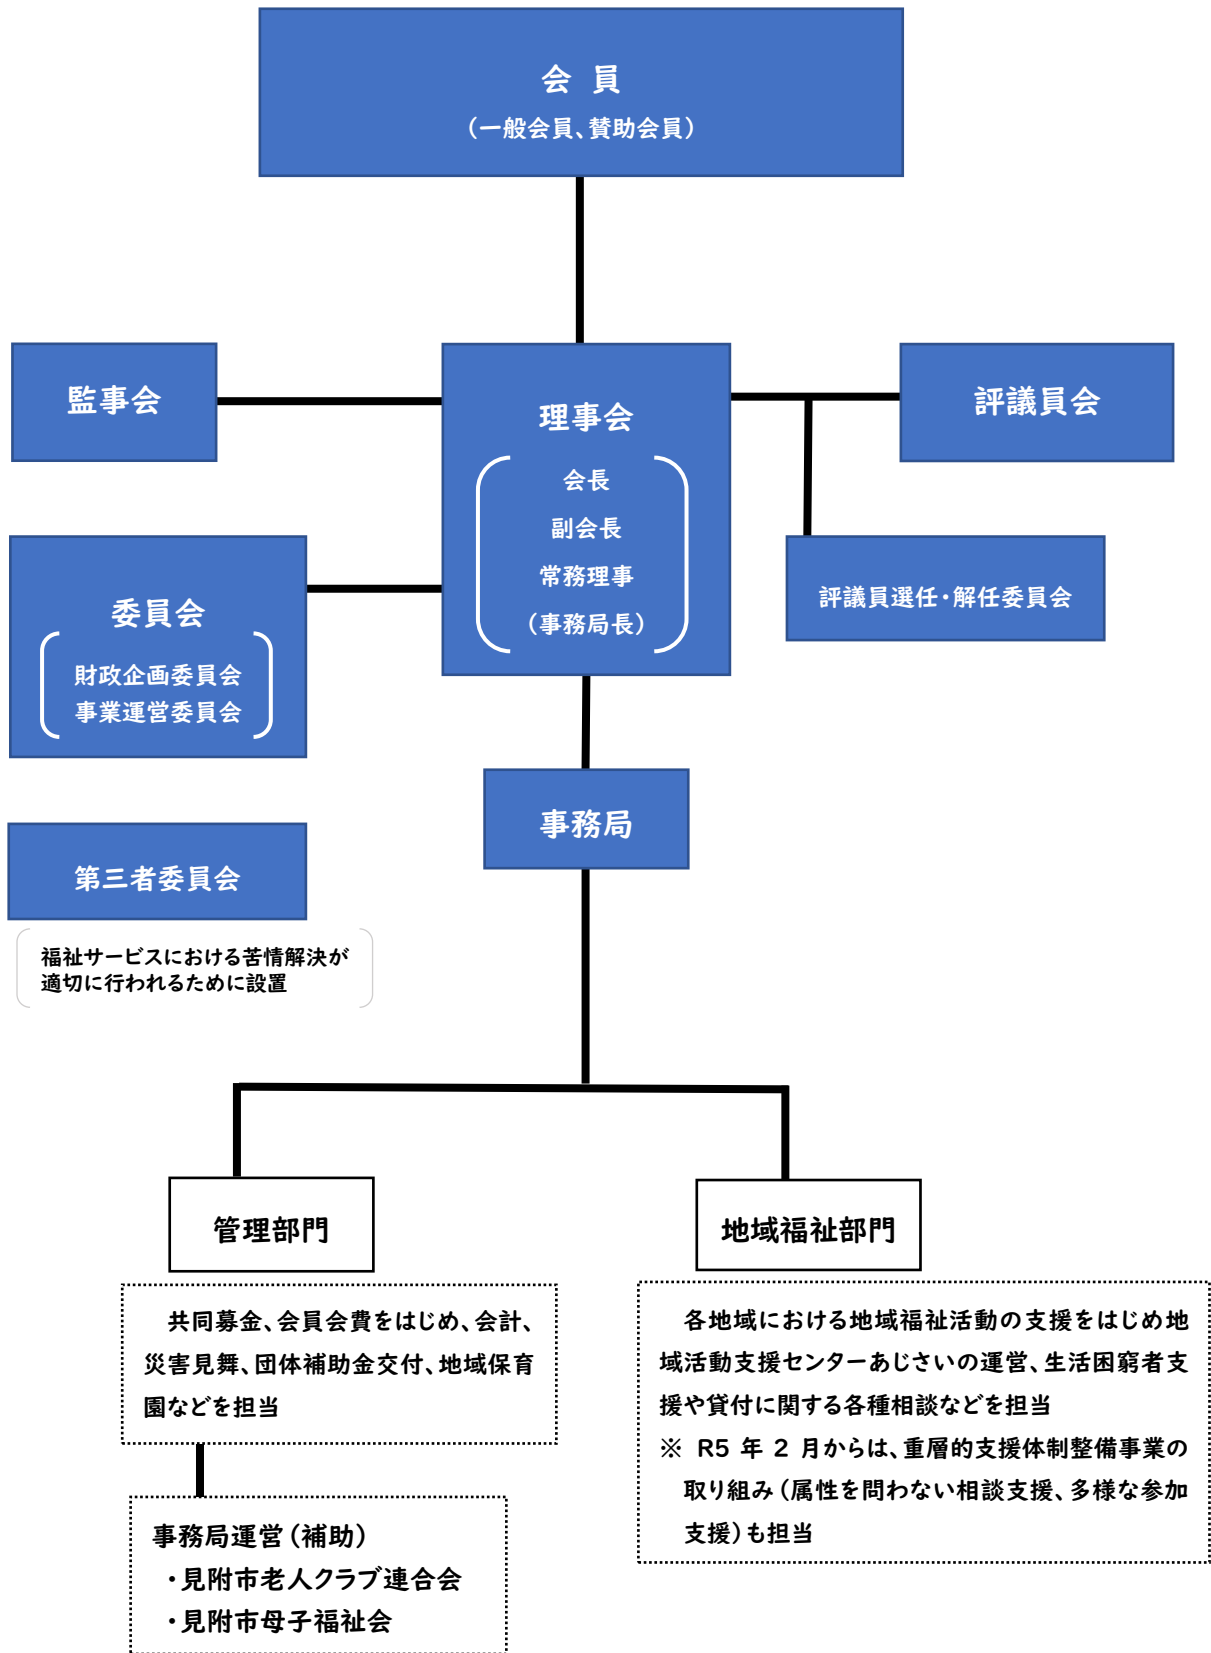 会 員
（一般会員、賛助会員）
監事会
理事会
会長
副会長
常務理事
（事務局長）
評議員会
評議員選任・解任委員会
委員会
財政企画委員会
事業運営委員会
事務局
第三者委員会
福祉サービスにおける苦情解決が
適切に行われるために設置
管理部門
共同募金、会員会費をはじめ、会計、
災害見舞、団体補助金交付、地域保育
園などを担当
事務局運営（補助）
・見附市老人クラブ連合会
・見附市母子福祉会
地域福祉部門
各地域における地域福祉活動の支援をはじめ地
域活動支援センターあじさいの運営、生活困窮者支
援や貸付に関する各種相談などを担当
※ R5 年 2 月からは、重層的支援体制整備事業の
取り組み（属性を問わない相談支援、多様な参加
支援）も担当